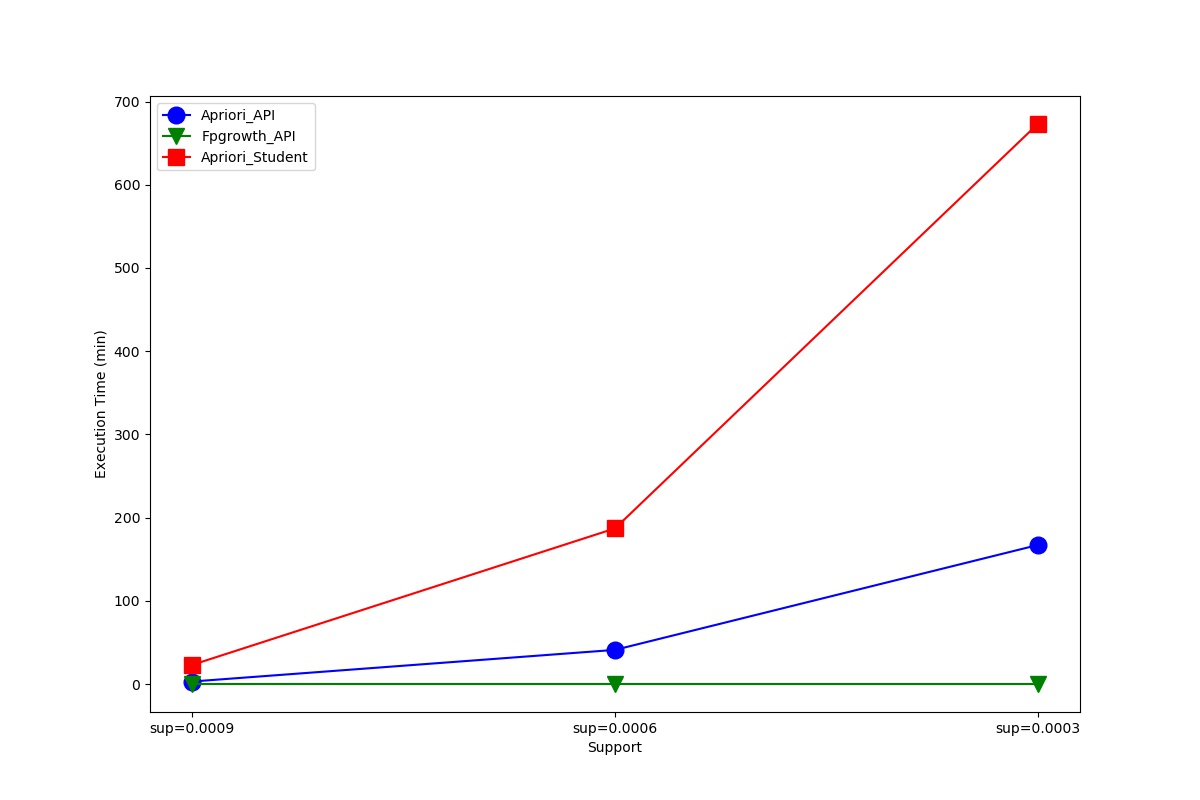 700
600
500
400
300
200
100
0
Execution Time (min)
Apriori_API
Fpgrowth_API
Apriori_Student
sup=0.0009
sup=0.0006
sup=0.0003
Support